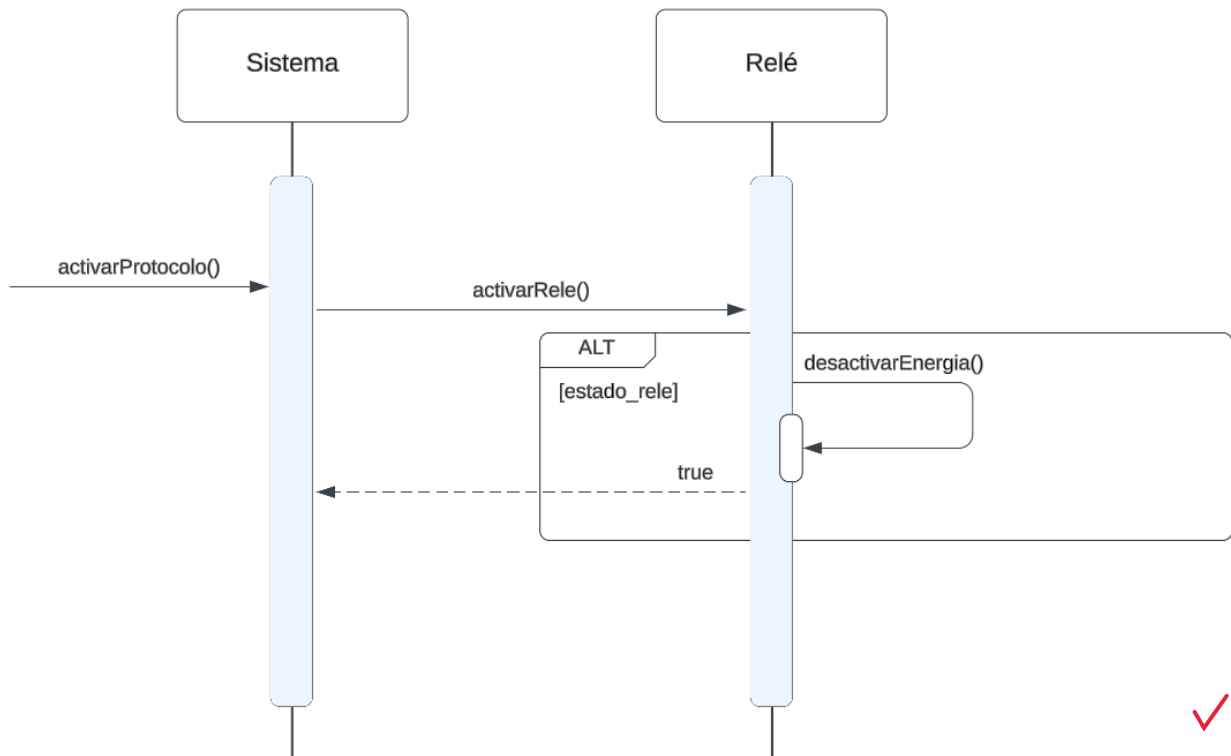 Sistema
Relé
activarProtocolo()
activarRele()
ALT
desactivarEnergia()
[estado_rele]
true